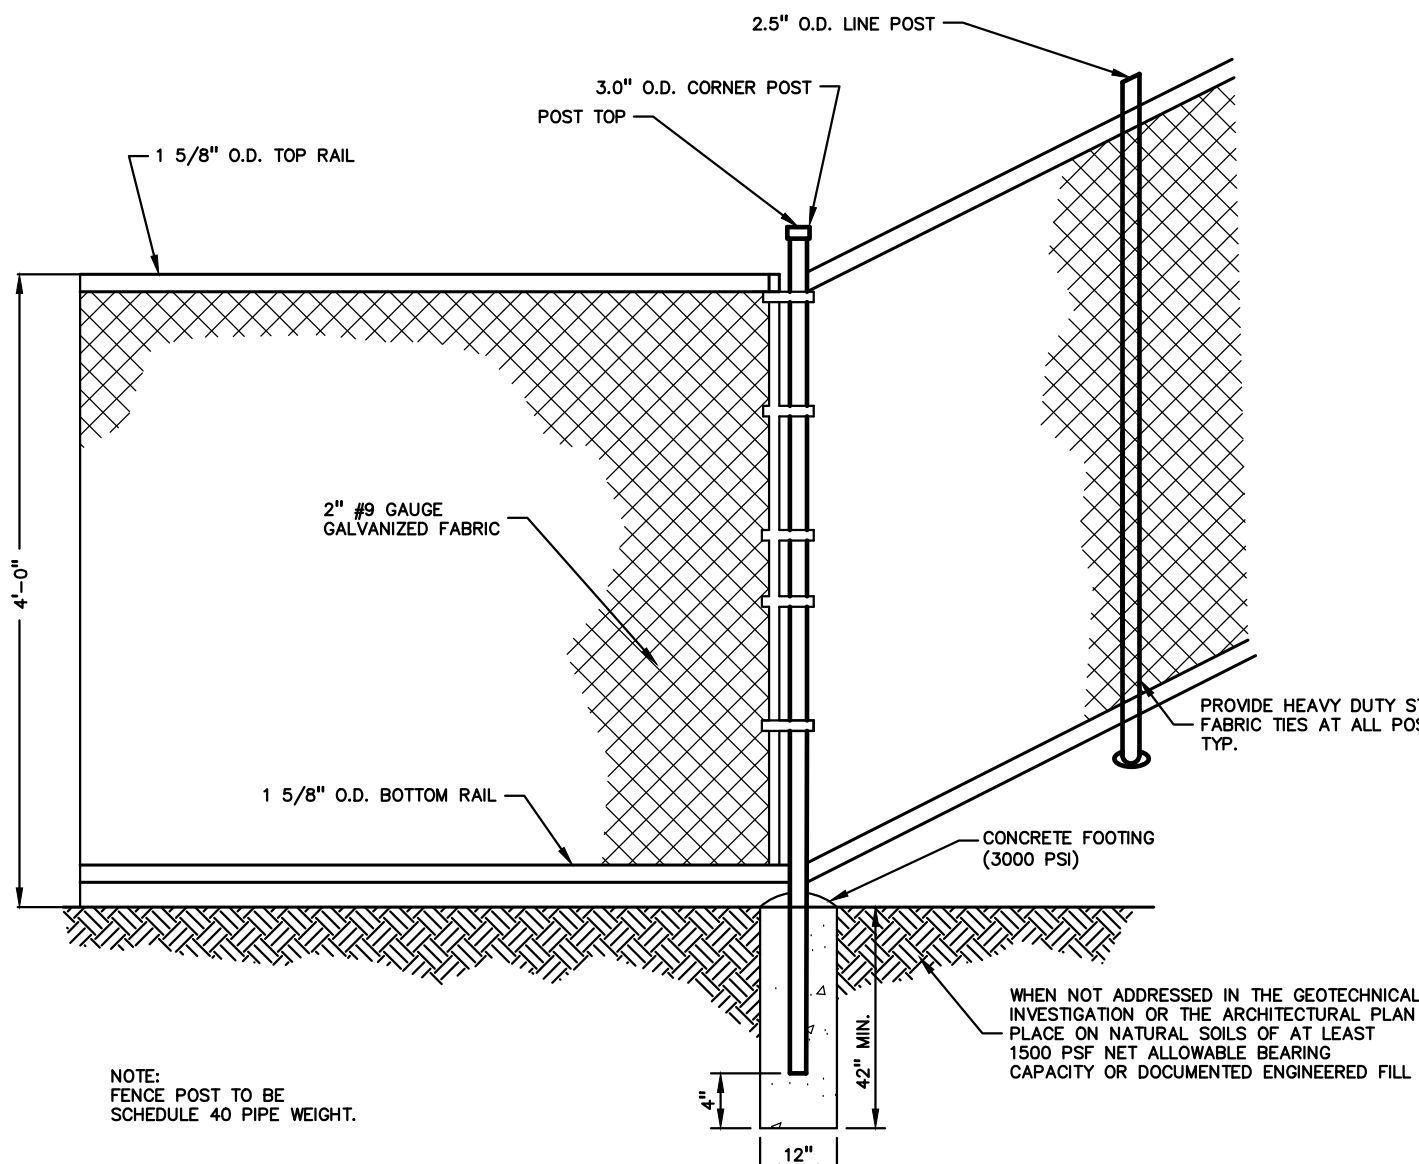 2.5" O.D. LINE POST
3.0" O.D. CORNER POST
POST TOP
1 5/8" O.D. TOP RAIL
2" #9 GAUGE
GALVANIZED FABRIC
4'-0"
PROVIDE HEAVY DUTY
FABRIC TIES AT ALL
TYP.
1 5/8" O.D. BOTTOM RAIL
CONCRETE FOOTING
(3000 PSI)
WHEN NOT ADDRESSED IN THE GEOTECHNICAL
INVESTIGATION OR THE ARCHITECTURAL PLAN
PLACE ON NATURAL SOILS OF AT LEAST
1500 PSF NET ALLOWABLE BEARING
CAPACITY OR DOCUMENTED ENGINEERED FILL
42" MIN.
4"
NOTE:
FENCE POST TO BE
SCHEDULE 40 PIPE WEIGHT.
12"